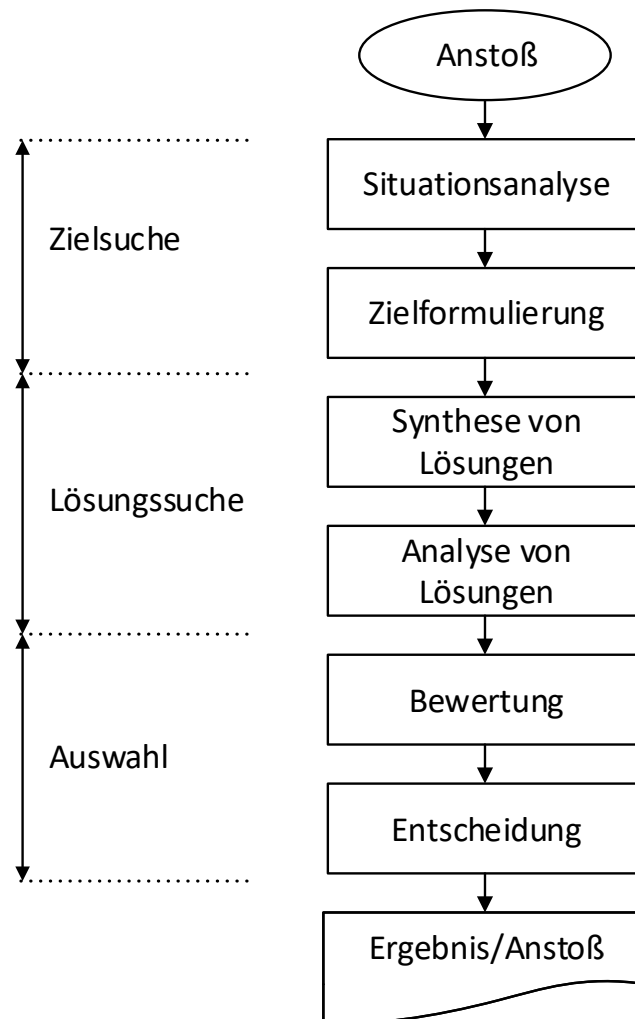 Anstoß
Situationsanalyse
Zielsuche
Zielformulierung
Synthese von
Lösungen
Lösungssuche
Analyse von
Lösungen
Bewertung
Auswahl
Entscheidung
Ergebnis/Anstoß